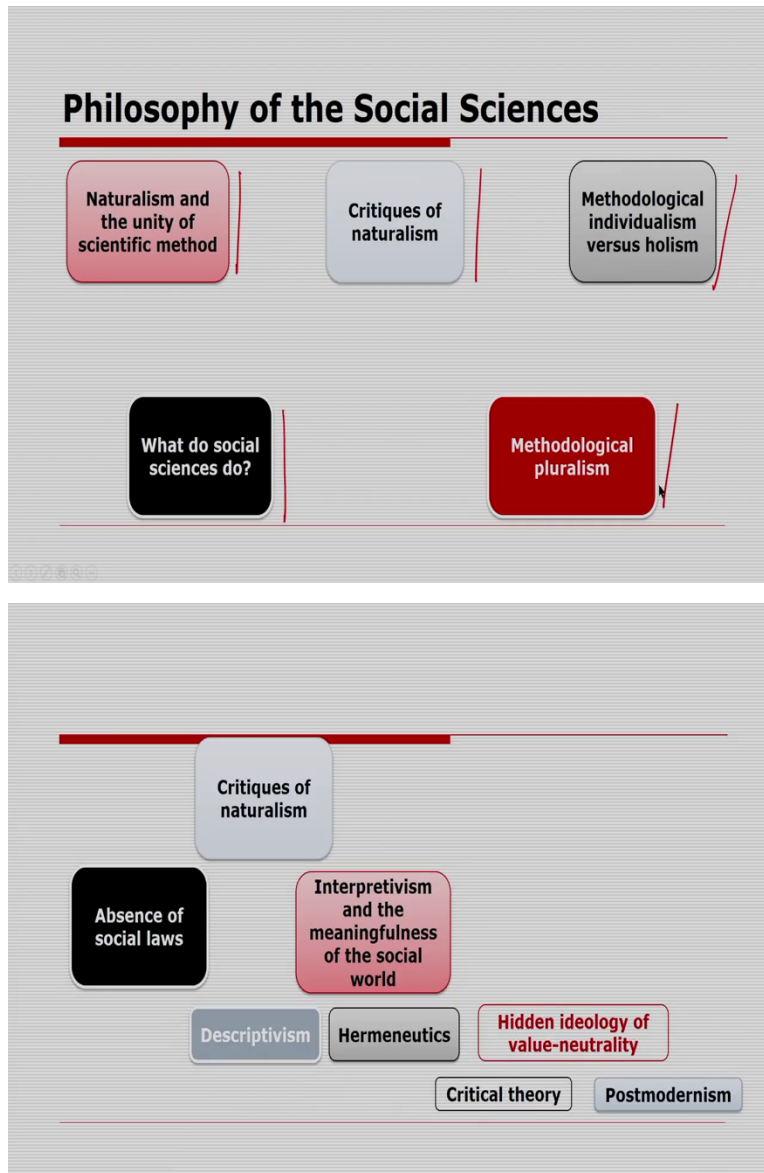 Philosophy of the Social Sciences
Naturalism and
the unity of
scientific method
Critiques of
naturalism
Methodological
individualism
versus holism
What do social
sciences do?
Methodological
pluralism
Critiques of
naturalism
Absence of
social laws
Interpretivism
and the
meaningfulness
of the social
world
Descriptivism
Hermeneutics
Hidden ideology of
value-neutrality
Critical theory
Postmodernism